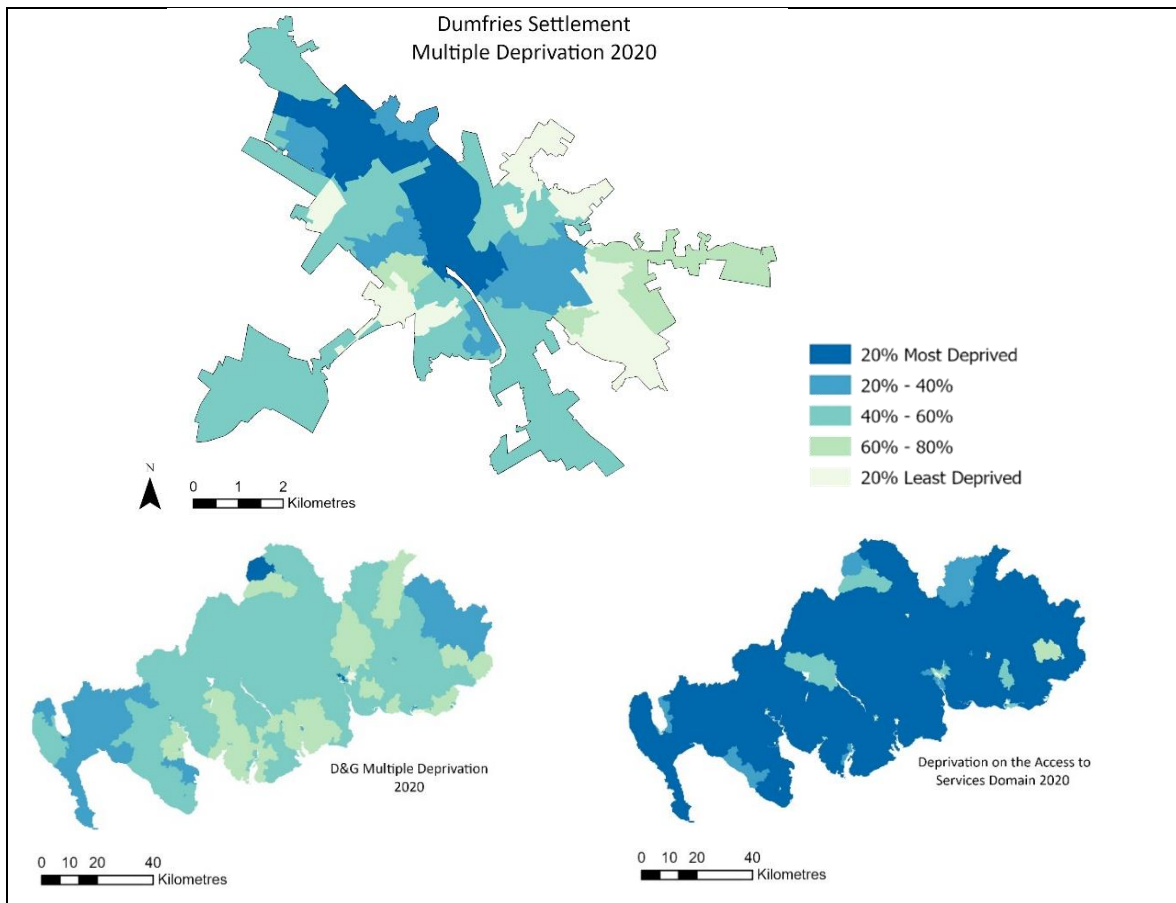 Dumfries Settlement
Multiple Deprivation 2020
20% Most Deprived
20% - 40%
40% - 60%
60% - 80%
20% Least Deprived
N
0 1 2
Kilometres
D&G Multiple Deprivation
2020
0 10 20 40
Kilometres
Deprivation on the Access to
Services Domain 2020
0 10 20 40
Kilometres